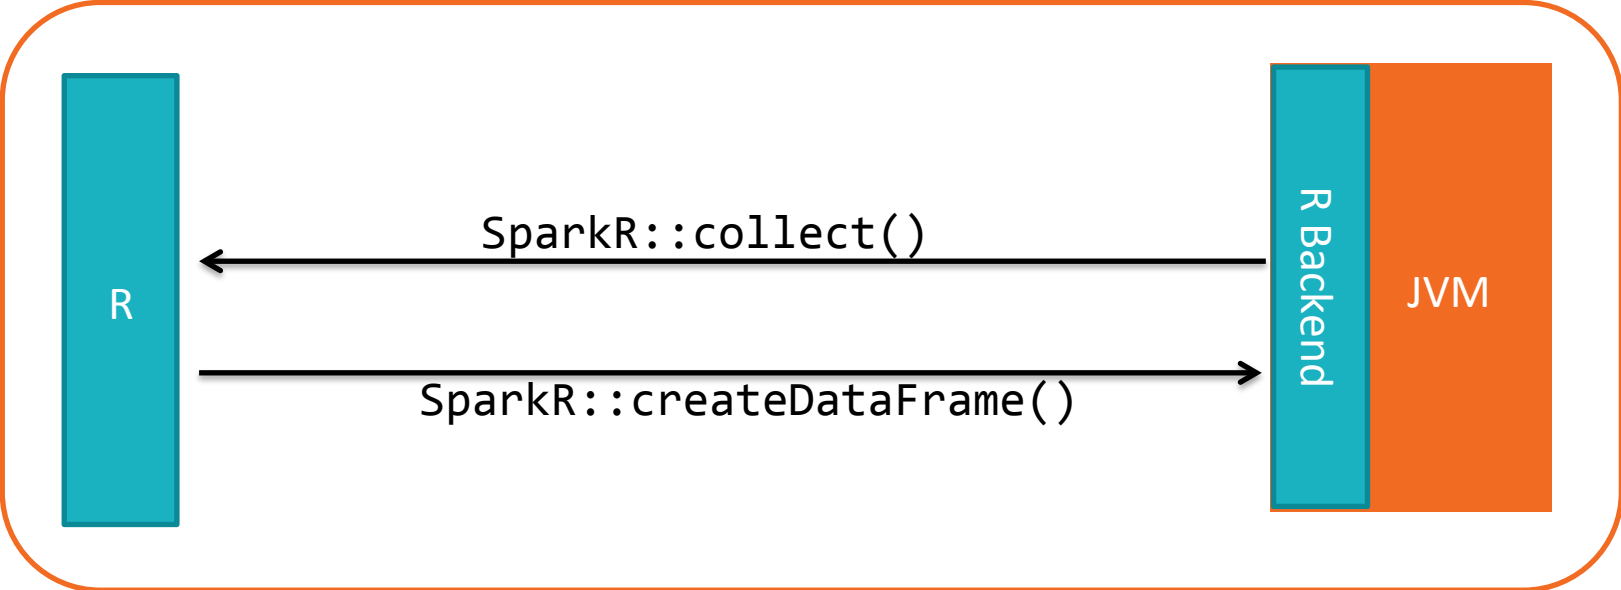 SparkR::collect()
R
R Backend
JVM
SparkR::createDataFrame()